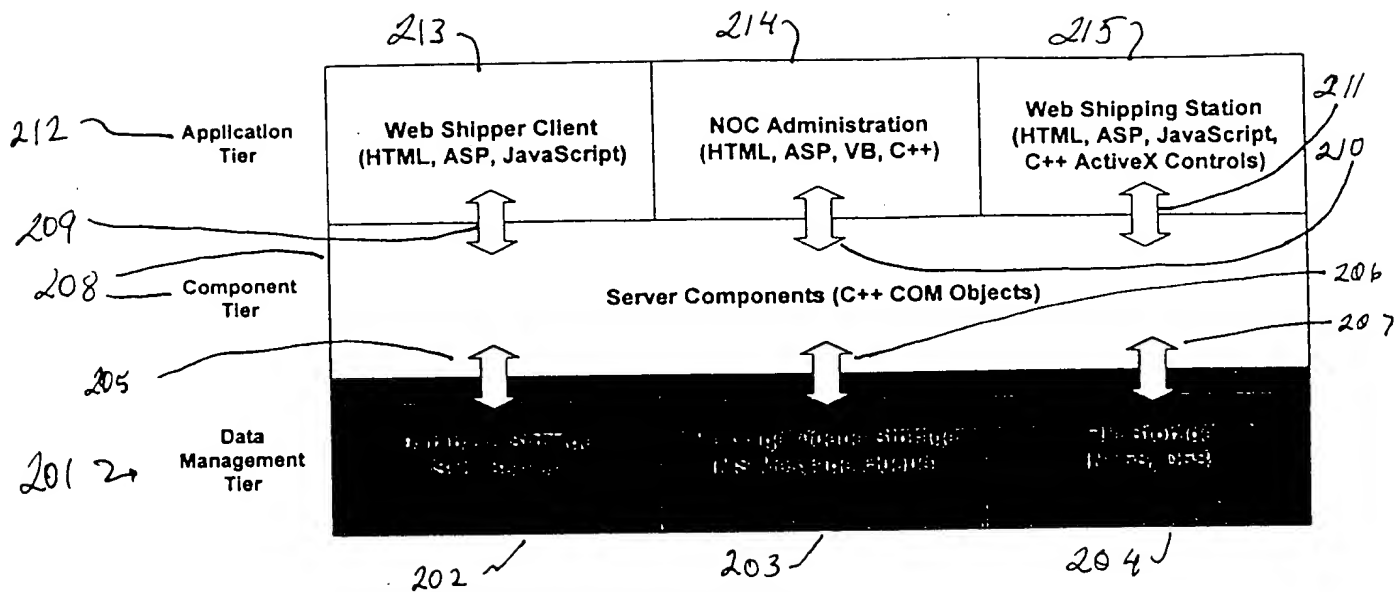 213
214
215
211
212
Application
Tier
Web Shipper Client
(HTML, ASP, JavaScript)
NOC Administration
(HTML, ASP, VB, C++)
Web Shipping Station
(HTML, ASP, JavaScript,
C++ ActiveX Controls)
210
209
208
Component
Tier
Server Components (C++ COM Objects)
206
207
205
201
Data
Management
Tier
202
203
204